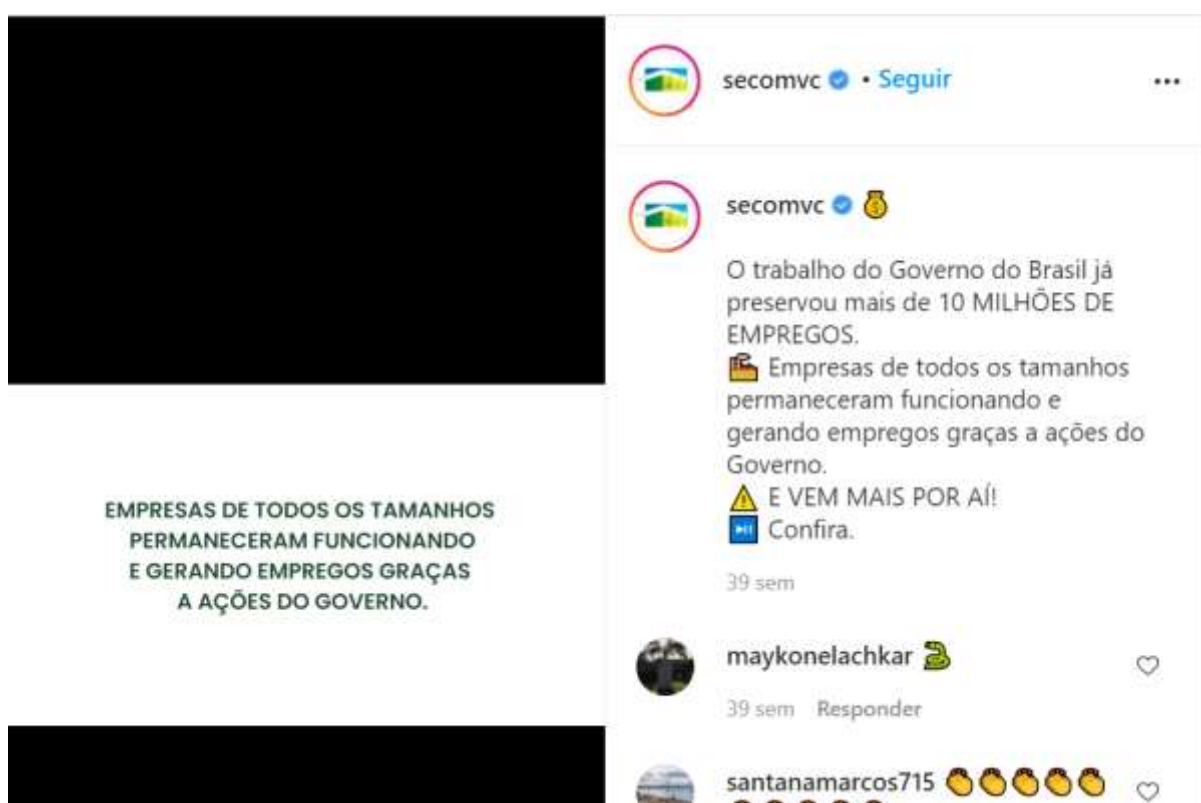 EMPRESAS DE TODOS OS TAMANHOS
PERMANECERAM FUNCIONANDO
E GERANDO EMPREGOS GRAÇAS
A AÇÕES DO GOVERNO.
secomvc • Seguir
secomvc
O trabalho do Governo do Brasil já
preservou mais de 10 MILHÕES DE
EMPREGOS.
Empresas de todos os tamanhos
permaneceram funcionando e
gerando empregos graças a ações do
Governo.
E VEM MAIS POR AÍ!
Confira.
39 sem
maykonelachkar
39 sem Responder
santanamarcos715